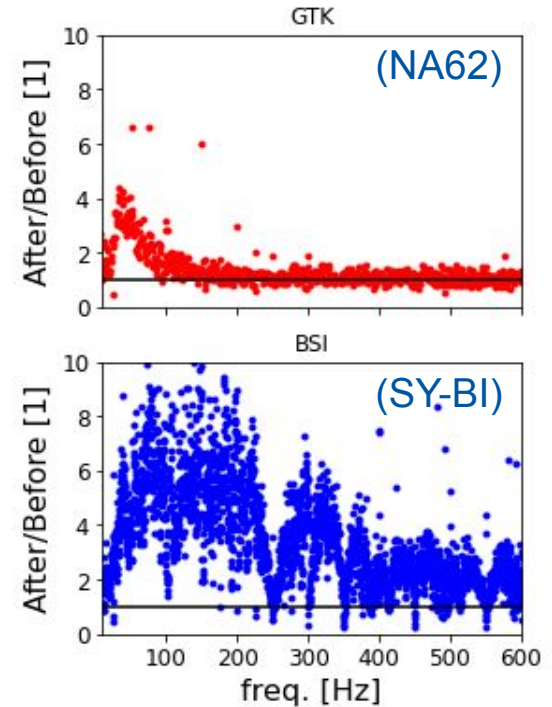 GTK
(NA62)
After/Before [1]
10
8
6
4
2
0
BSI
(SY-BI)
After/Before [1]
10
8
6
4
2
0
100 200 300 400 500 600
freq. [Hz]